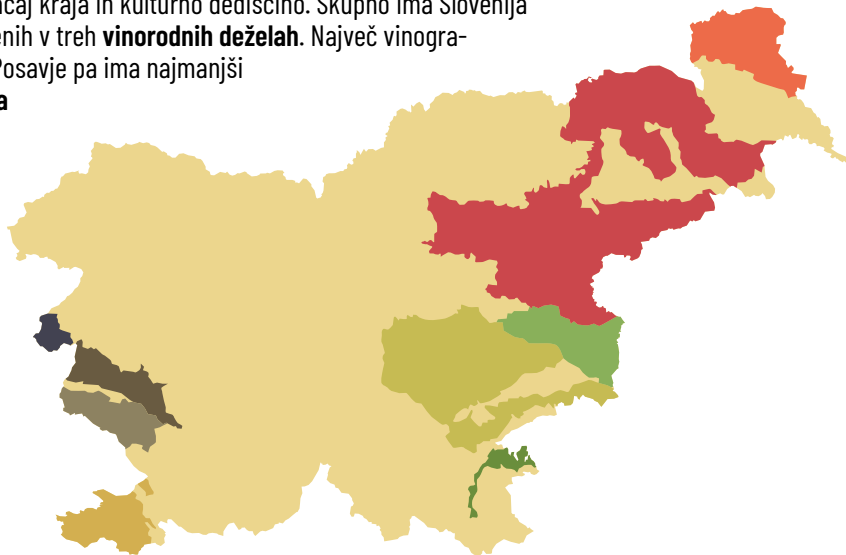 čaj kraja in kulturno dediščino. Skupno ima Slovenija
enih v treh vinorodnih deželah. Največ vinogra-
Posavje pa ima najmanjši
a